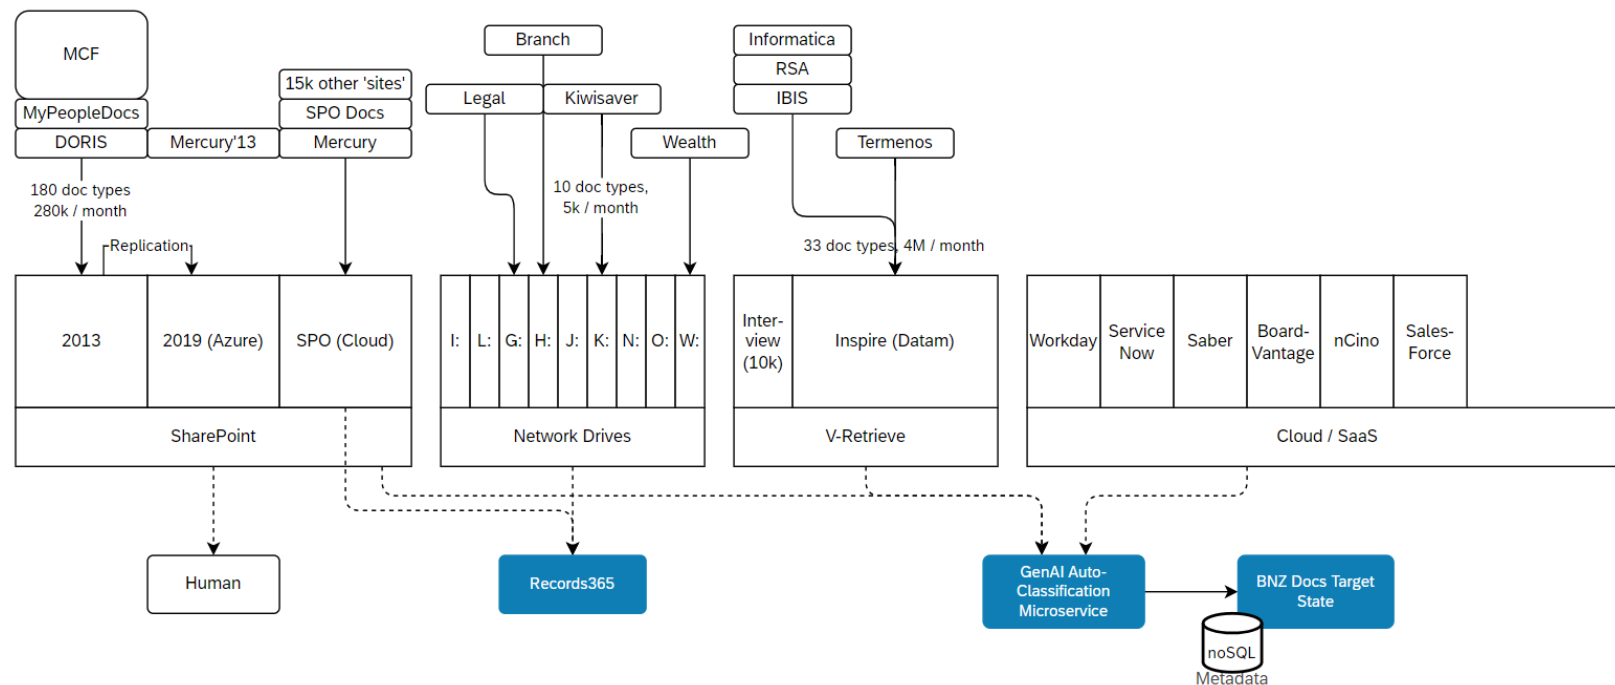 MCF
MyPeopleDocs
DORIS
Mercury'13
15k other 'sites'
SPO Docs
Mercury
Branch
Legal
Kiwisaver
Wealth
Informatica
RSA
IBIS
Termenos
180 doc types
280k / month
Replication
10 doc types,
5k / month
33 doc types, 4M / month
2013
2019 (Azure)
SPO (Cloud)
SharePoint
I:
L:
G:
H:
J:
K:
N:
O:
W:
Network Drives
Inter-
view
(10k)
Inspire (Datam)
V-Retrieve
Workday
Service
Now
Saber
Board-
Vantage
nCino
Sales-
Force
Cloud / SaaS
Human
Records365
GenAI Auto-
Classification
Microservice
BNZ Docs Target
State
noSQL
Metadata